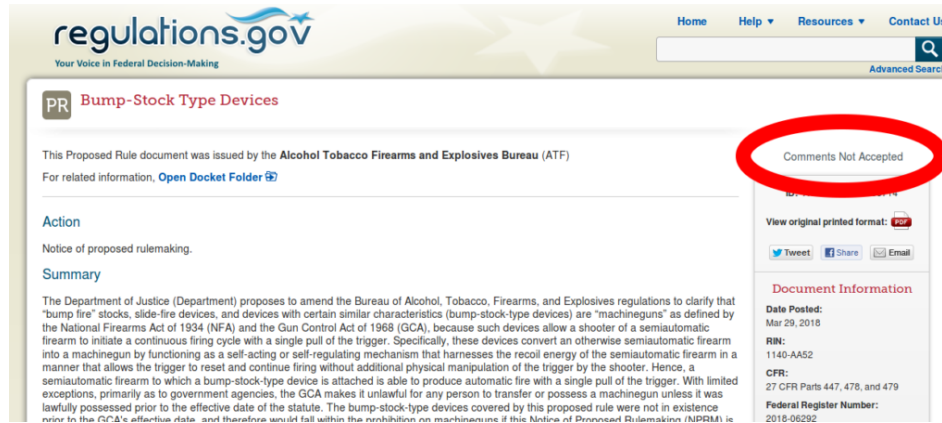 regulations.gov
Your Voice in Federal Decision-Making
Home Help ▼ Resources ▼ Contact Us
Advanced Search
PR Bump-Stock Type Devices
This Proposed Rule document was issued by the Alcohol Tobacco Firearms and Explosives Bureau (ATF)
For related information, Open Docket Folder
Action
Notice of proposed rulemaking.
Summary
The Department of Justice (Department) proposes to amend the Bureau of Alcohol, Tobacco, Firearms, and Explosives regulations to clarify that
"bump fire" stocks, slide-fire devices, and devices with certain similar characteristics (bump-stock-type devices) are "machineguns" as defined by
the National Firearms Act of 1934 (NFA) and the Gun Control Act of 1968 (GCA), because such devices allow a shooter of a semiautomatic
firearm to initiate a continuous firing cycle with a single pull of the trigger. Specifically, these devices convert an otherwise semiautomatic firearm
into a machinegun by functioning as a self-acting or self-regulating mechanism that harnesses the recoil energy of the semiautomatic firearm in a
manner that allows the trigger to reset and continue firing without additional physical manipulation of the trigger by the shooter. Hence, a
semiautomatic firearm to which a bump-stock-type device is attached is able to produce automatic fire with a single pull of the trigger. With limited
exceptions, primarily as to government agencies, the GCA makes it unlawful for any person to transfer or possess a machinegun unless it was
lawfully possessed prior to the effective date of the statute. The bump-stock-type devices covered by this proposed rule were not in existence
prior to the GCA's effective date, and therefore would fall within the prohibition on machineguns if this Notice of Proposed Rulemaking (NPRM) is
Comments Not Accepted
ID:
View original printed format: PDF
Tweet Share Email
Document Information
Date Posted:
Mar 29, 2018
RIN:
1140-AA52
CFR:
27 CFR Parts 447, 478, and 479
Federal Register Number:
2018-06292